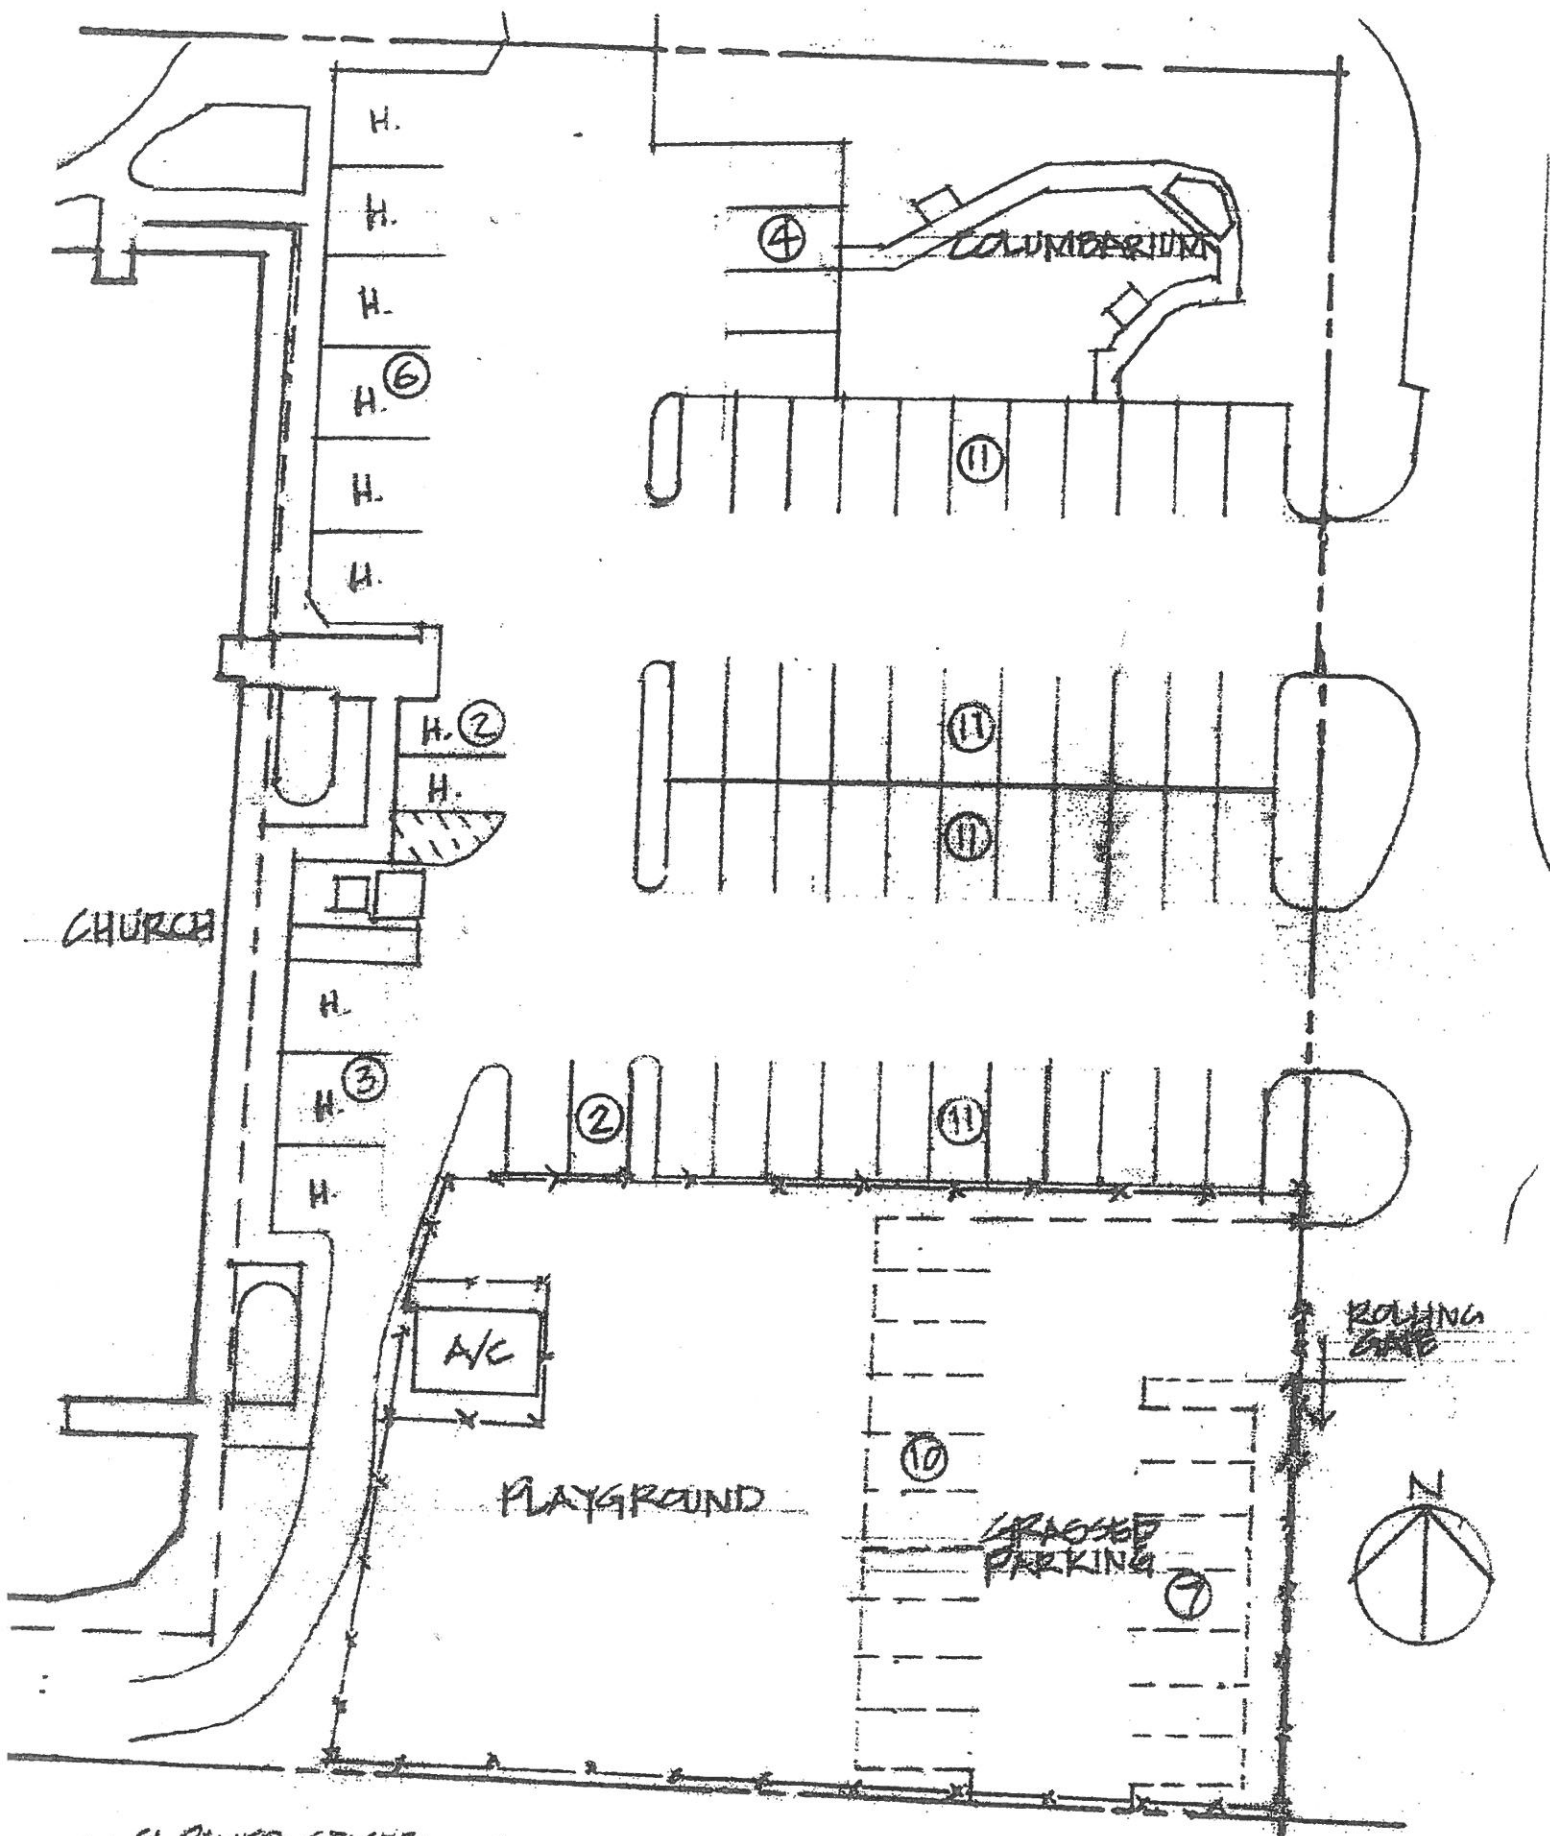 H.
H.
④
COLUMBARIUM
H.
H. ⑥
⑪
H.
H.
H. ②
⑪
H.
⑪
CHURCH
H.
H. ③
②
⑪
H.
ROLLING
GATE
A/C
⑩
PLAYGROUND
N
GRASSED
PARKING
⑦